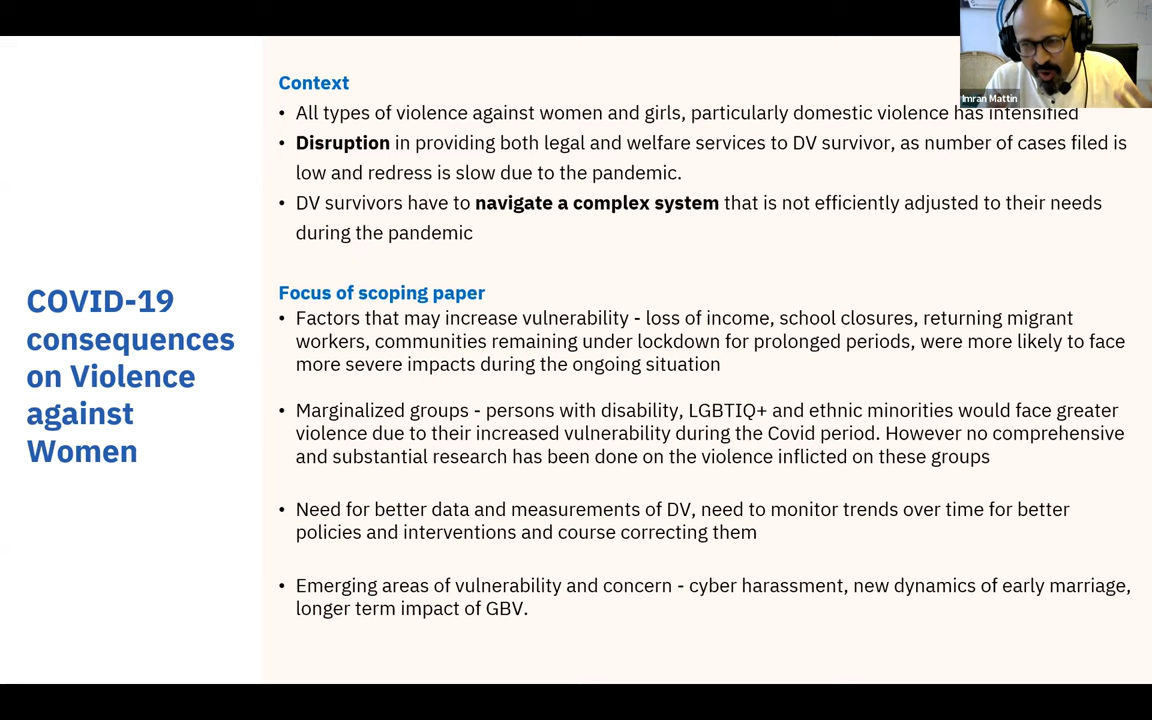 COVID-19
consequences
on Violence
against
Women
Context
• All types of violence against women and girls, particularly domestic violence has intensified
• Disruption in providing both legal and welfare services to DV survivor, as number of cases filed is
low and redress is slow due to the pandemic.
• DV survivors have to navigate a complex system that is not efficiently adjusted to their needs
during the pandemic
Focus of scoping paper
• Factors that may increase vulnerability - loss of income, school closures, returning migrant
workers, communities remaining under lockdown for prolonged periods, were more likely to face
more severe impacts during the ongoing situation
• Marginalized groups - persons with disability, LGBTIQ+ and ethnic minorities would face greater
violence due to their increased vulnerability during the Covid period. However no comprehensive
and substantial research has been done on the violence inflicted on these groups
• Need for better data and measurements of DV, need to monitor trends over time for better
policies and interventions and course correcting them
• Emerging areas of vulnerability and concern - cyber harassment, new dynamics of early marriage,
longer term impact of GBV.
Imran Mattin